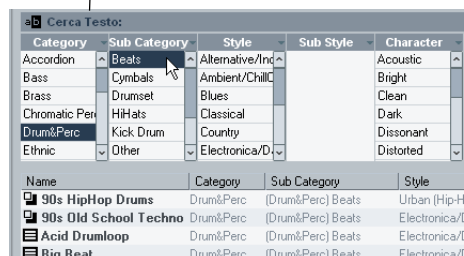 Cerca Testo:
Category Sub Category Style Sub Style Character
Accordion Beats Alternative/Ind Acoustic
Bass Cymbals Ambient/ChillC Bright
Brass Drumset Blues Clean
Chromatic Per HiHats Classical Dark
Drum&Perc Kick Drum Country Dissonant
Ethnic Other Electronica/D Distorted
Name Category Sub Category Style
90s HipHop Drums Drum&Perc (Drum&Perc) Beats Urban (Hip-H
90s Old School Techno Drum&Perc (Drum&Perc) Beats Electronica/D
Acid Drumloop Drum&Perc (Drum&Perc) Beats Electronica/D
Big Beat Drum&Perc (Drum&Perc) Beats Electronica/D